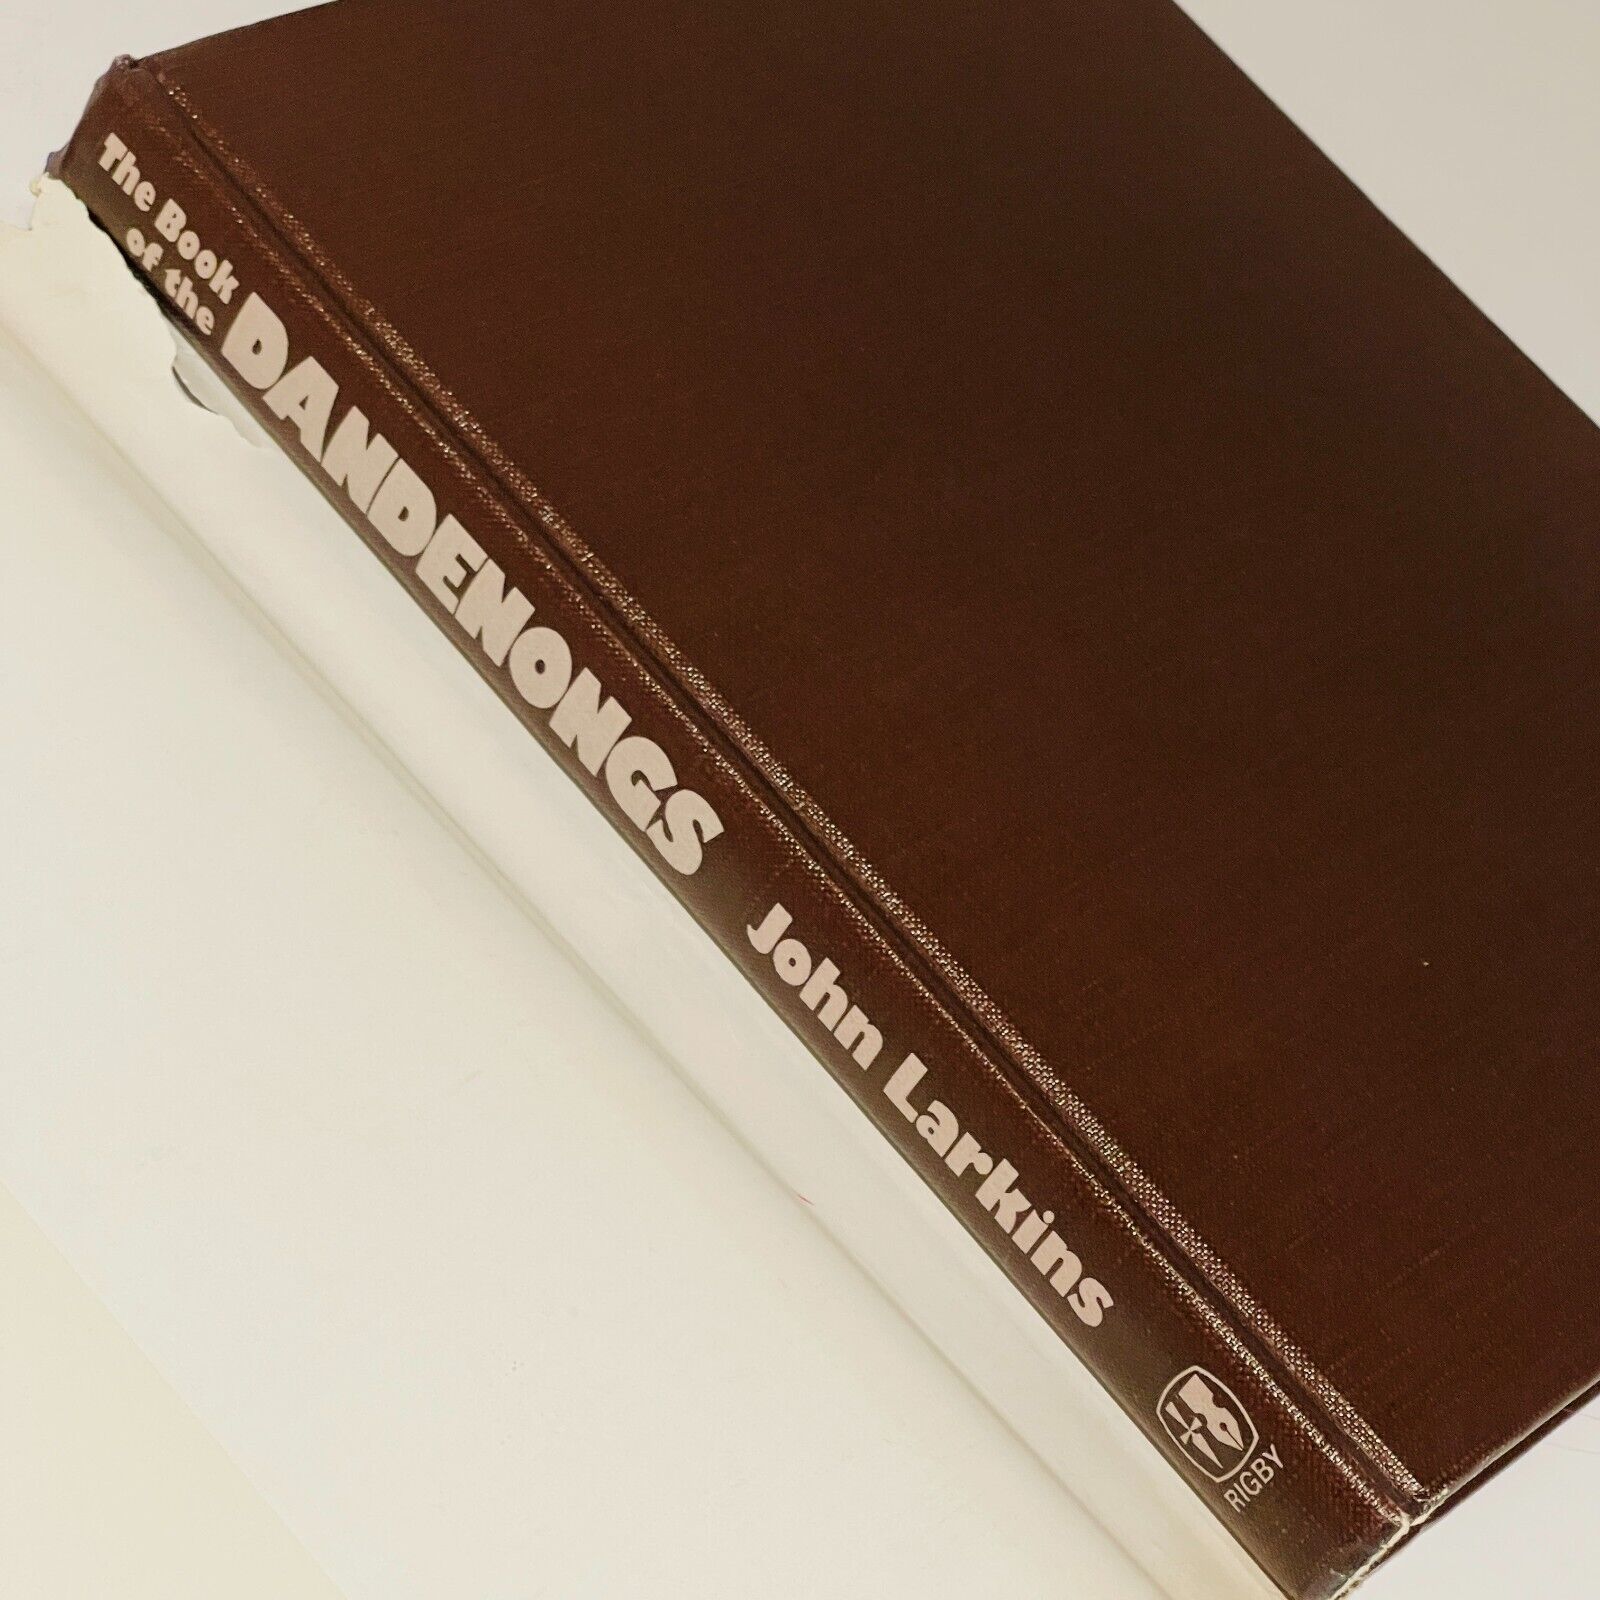 The Book
of the
DANDENONGS
John Larkins
RIGBY